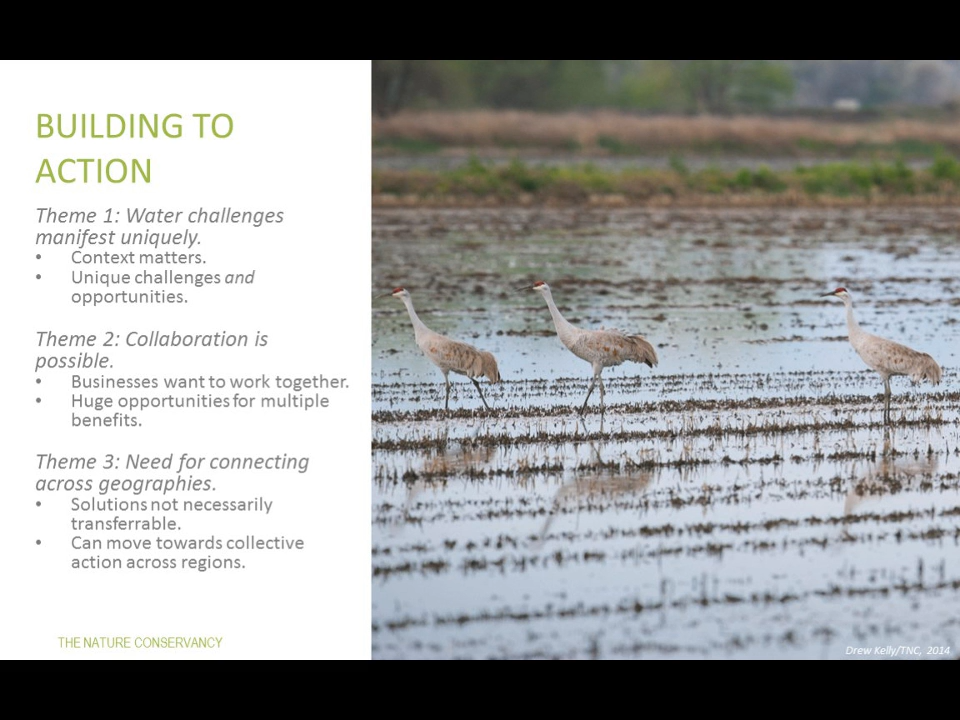 BUILDING TO
ACTION
Theme 1: Water challenges
manifest uniquely.
• Context matters.
• Unique challenges and
opportunities.
Theme 2: Collaboration is
possible.
• Businesses want to work together.
• Huge opportunities for multiple
benefits.
Theme 3: Need for connecting
across geographies.
• Solutions not necessarily
transferrable.
• Can move towards collective
action across regions.
THE NATURE CONSERVANCY
Drew Kelly/TNC, 2014